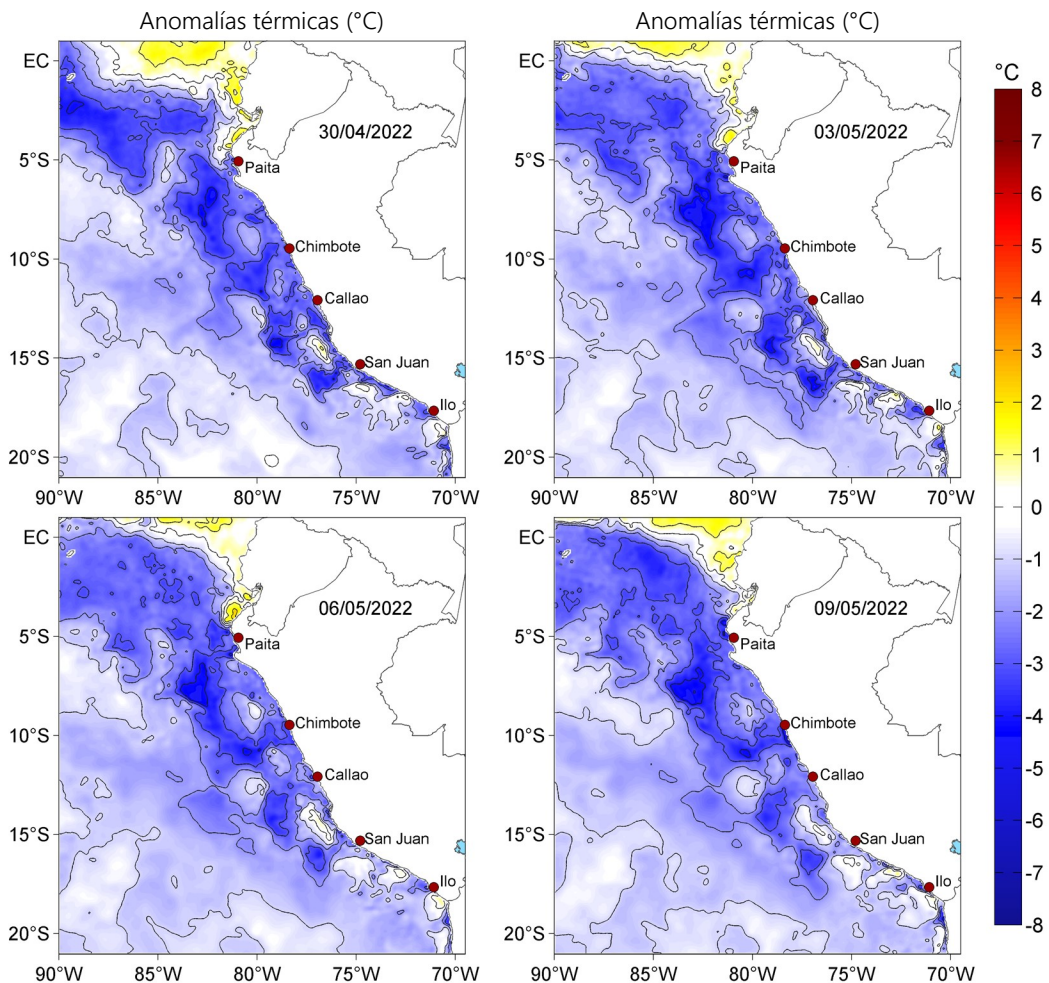 Anomalías térmicas (°C)
Anomalías térmicas (°C)
EC
5°S
10°S
15°S
20°S
90°W
85°W
80°W
75°W
70°W
30/04/2022
Paita
Chimbote
Callao
San Juan
Ilo
EC
5°S
10°S
15°S
20°S
90°W
85°W
80°W
75°W
70°W
03/05/2022
Paita
Chimbote
Callao
San Juan
Ilo
°C
8
7
6
5
4
3
2
1
0
-1
-2
-3
-4
-5
-6
-7
-8
EC
5°S
10°S
15°S
20°S
90°W
85°W
80°W
75°W
70°W
06/05/2022
Paita
Chimbote
Callao
San Juan
Ilo
EC
5°S
10°S
15°S
20°S
90°W
85°W
80°W
75°W
70°W
09/05/2022
Paita
Chimbote
Callao
San Juan
Ilo